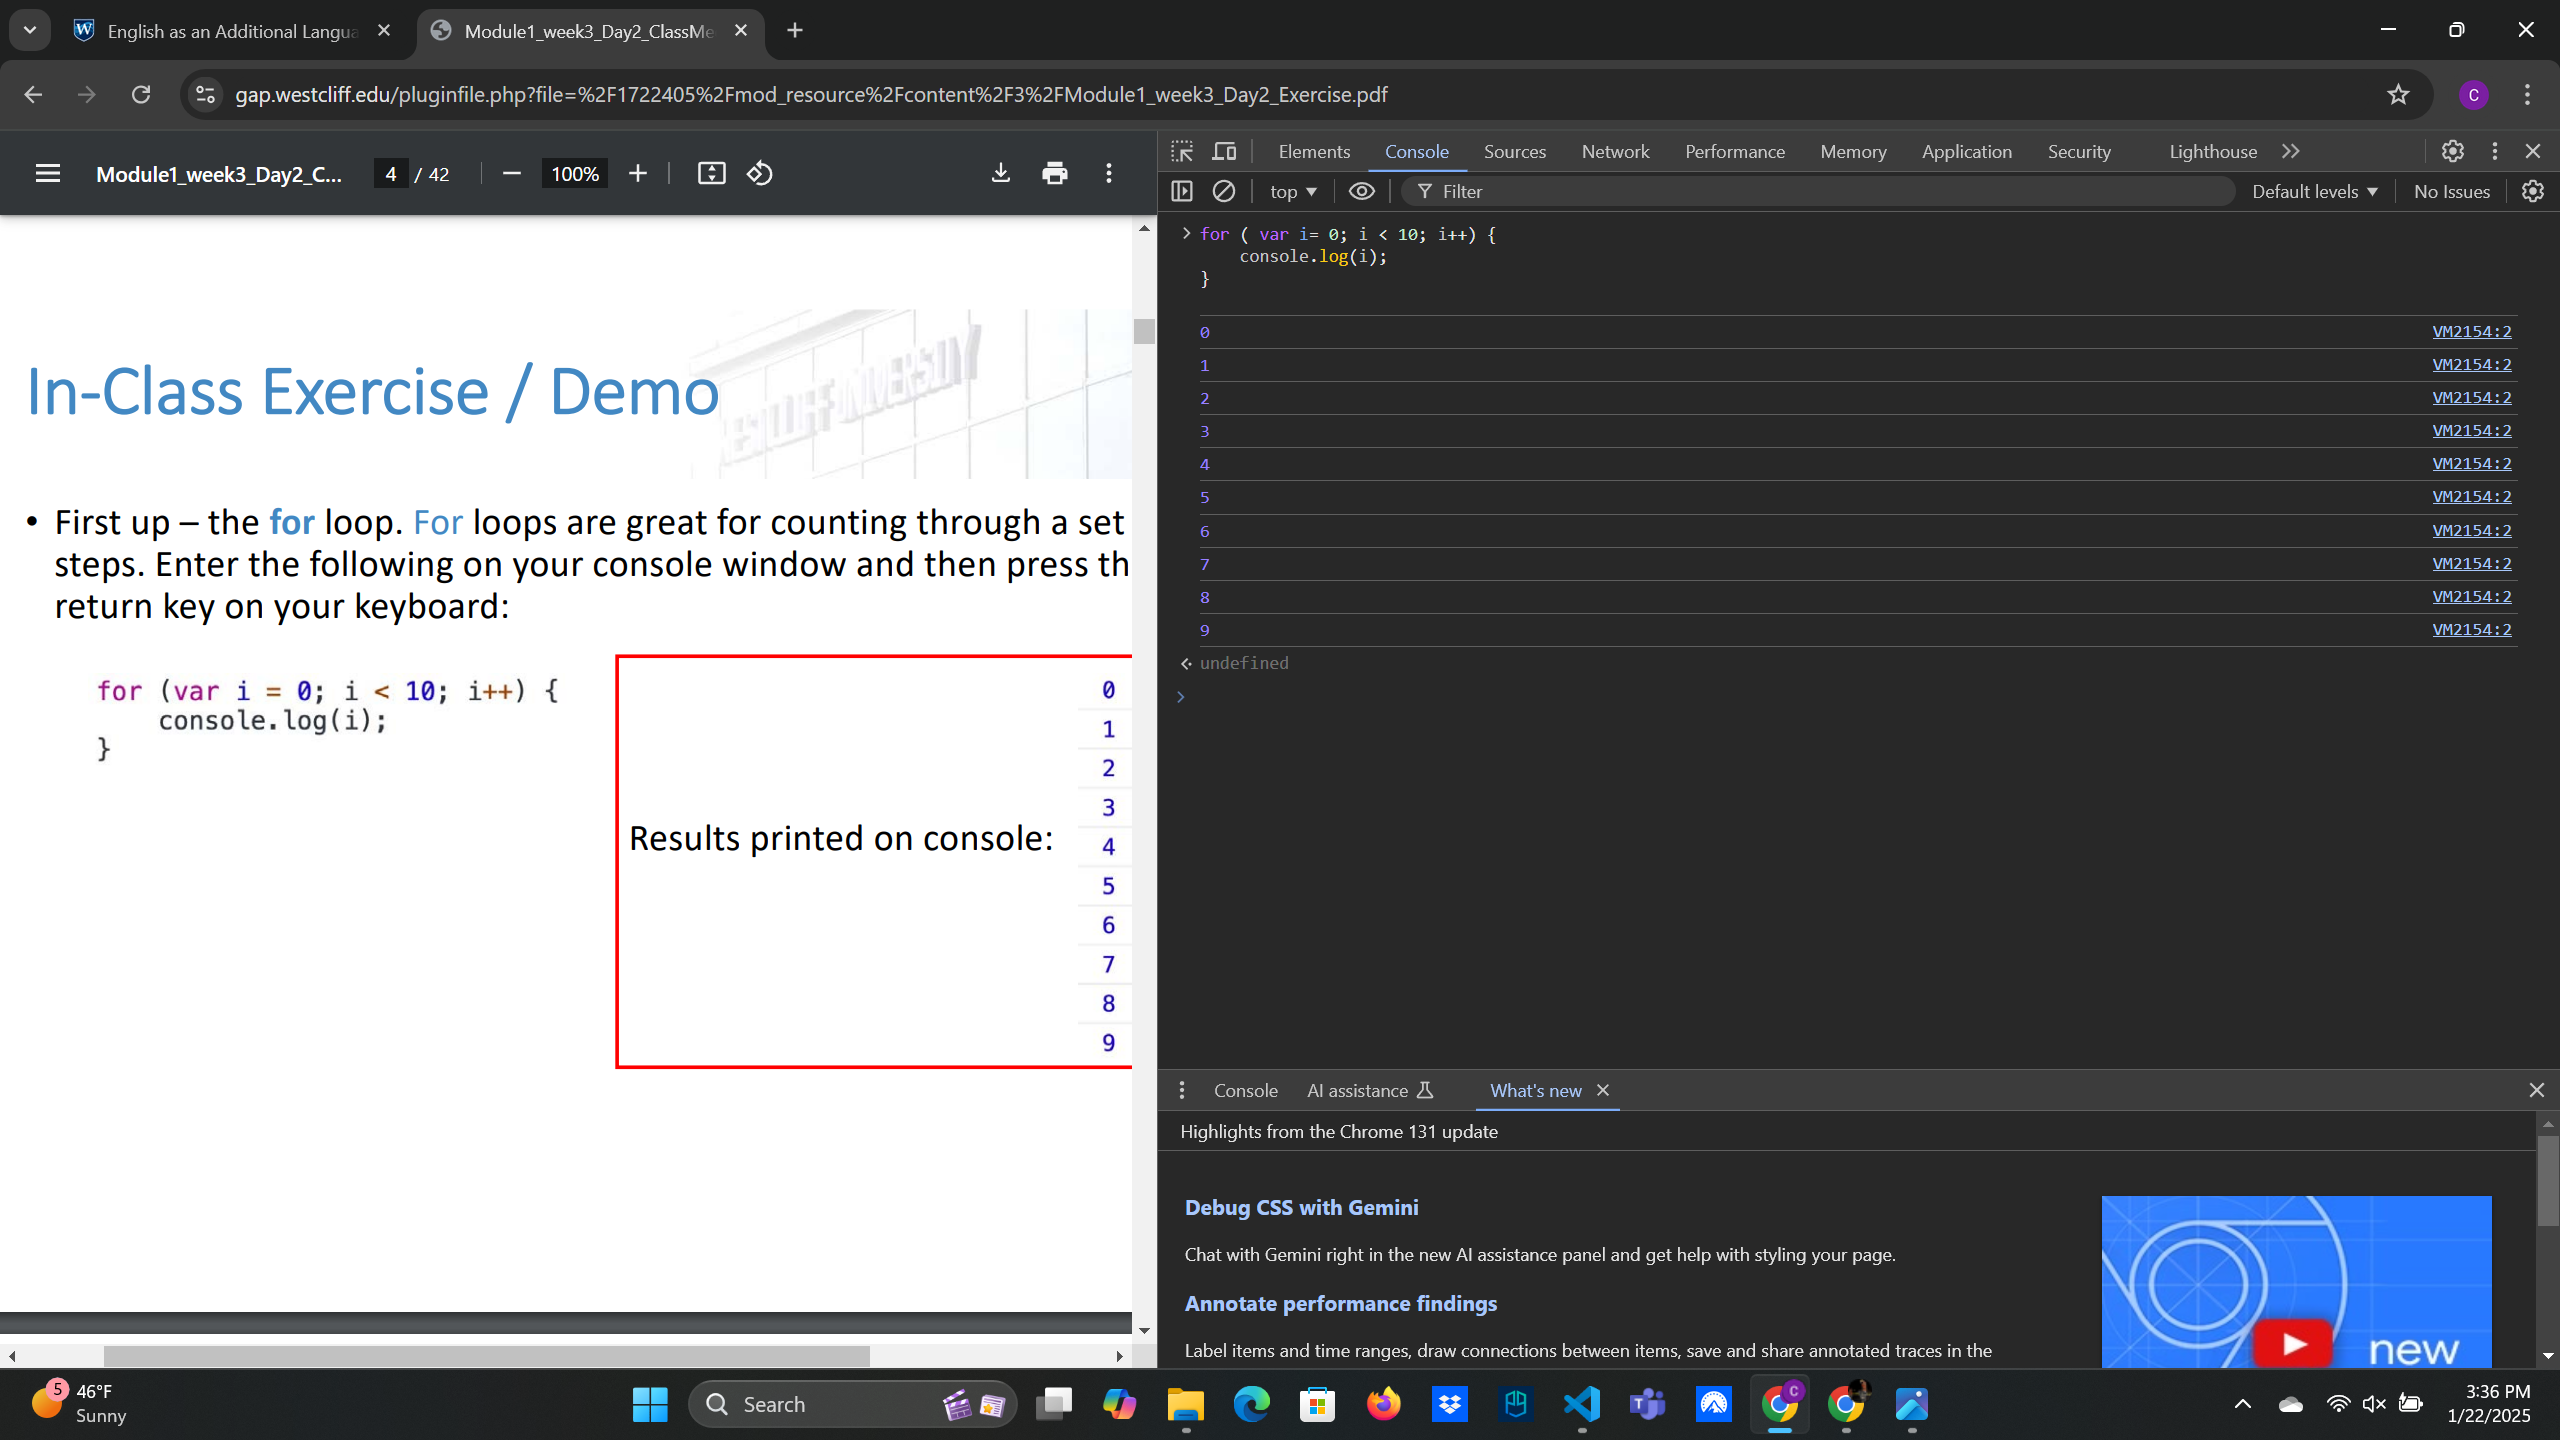 English as an Additional Langua
Module1_week3_Day2_ClassMe
gap.westcliff.edu/pluginfile.php?file=%2F1722405%2Fmod_resource%2Fcontent%2F3%2FModule1_week3_Day2_Exercise.pdf
C
Module1_week3_Day2_C... 4 / 42 100%
In-Class Exercise / Demo
WESTCLIFF UNIVERSITY
• First up – the for loop. For loops are great for counting through a set
steps. Enter the following on your console window and then press th
return key on your keyboard:
for (var i = 0; i < 10; i++) {
console.log(i);
}
Results printed on console:
0
1
2
3
4
5
6
7
8
9
Elements Console Sources Network Performance Memory Application Security Lighthouse
top Filter Default levels No Issues
for ( var i= 0; i < 10; i++) {
console.log(i);
}
0 VM2154:2
1 VM2154:2
2 VM2154:2
3 VM2154:2
4 VM2154:2
5 VM2154:2
6 VM2154:2
7 VM2154:2
8 VM2154:2
9 VM2154:2
undefined
Console AI assistance What's new
Highlights from the Chrome 131 update
Debug CSS with Gemini
Chat with Gemini right in the new AI assistance panel and get help with styling your page.
Annotate performance findings
Label items and time ranges, draw connections between items, save and share annotated traces in the
new
5
46°F
Sunny
Search
C
3:36 PM
1/22/2025